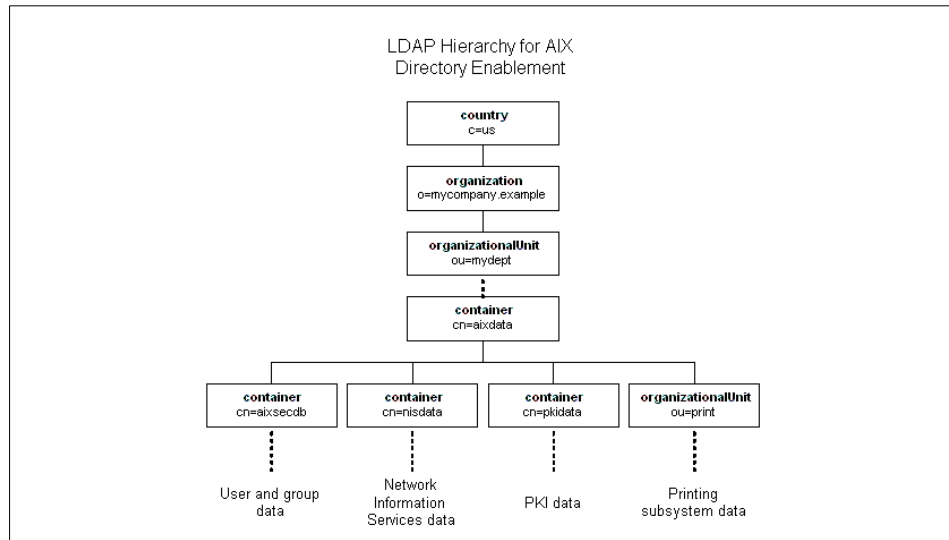 LDAP Hierarchy for AIX
Directory Enablement
country
c=us
organization
o=mycompany.example
organizationalUnit
ou=mydept
container
cn=aixdata
container
cn=aixsecdb
container
cn=nisdata
container
cn=pkidata
organizationalUnit
ou=print
User and group
data
Network
Information
Services data
PKI data
Printing
subsystem data